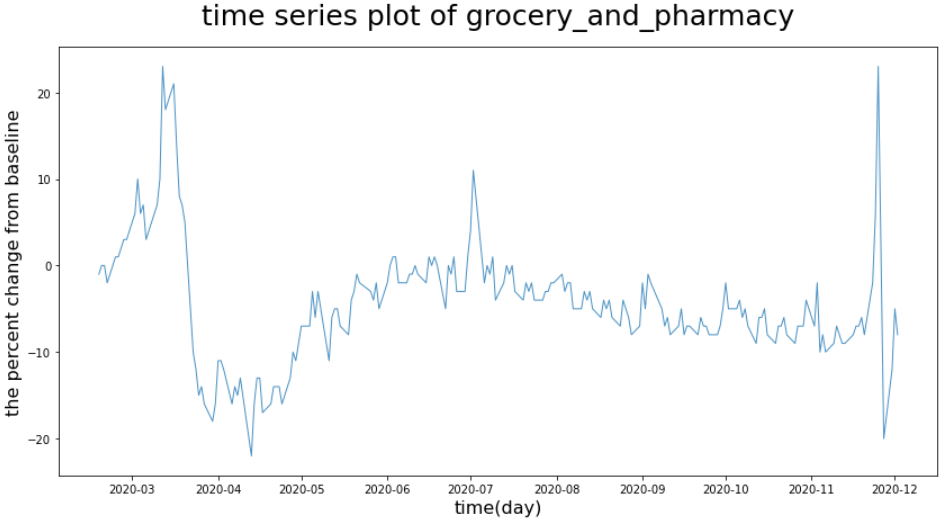 time series plot of grocery_and_pharmacy
the percent change from baseline
20
10
0
−10
−20
2020-03 2020-04 2020-05 2020-06 2020-07 2020-08 2020-09 2020-10 2020-11 2020-12
time(day)